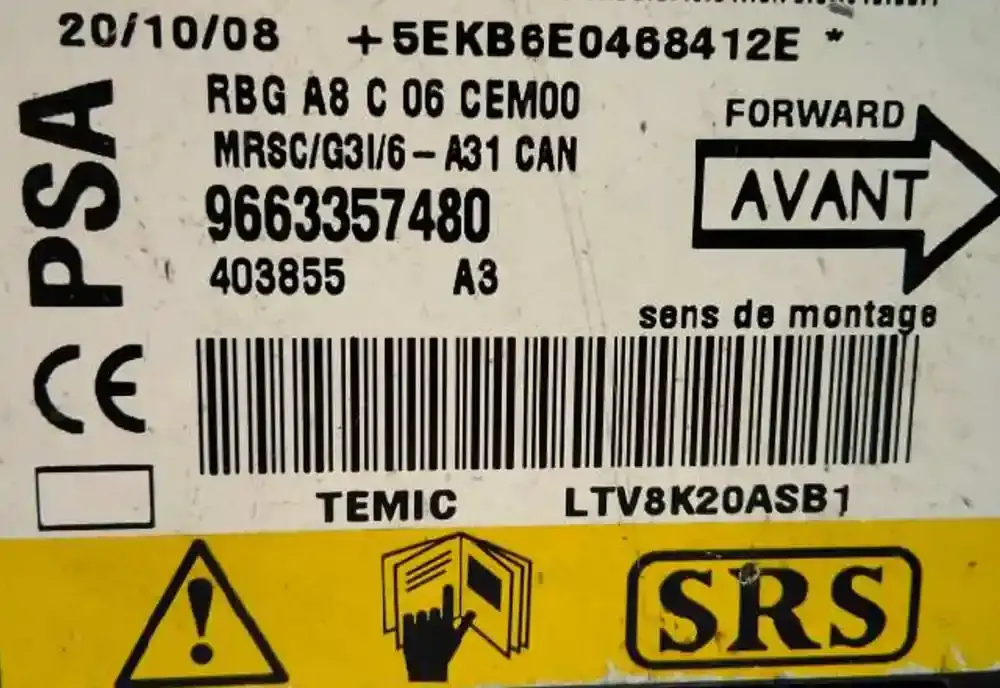 20/10/08 +5EKB6E0468412E *
PSA
RBG A8 C 06 CEM00
MRSC/G3I/6 - A31 CAN
9663357480
403855 A3
FORWARD
AVANT
sens de montage
CE
TEMIC LTV8K20ASB1
SRS